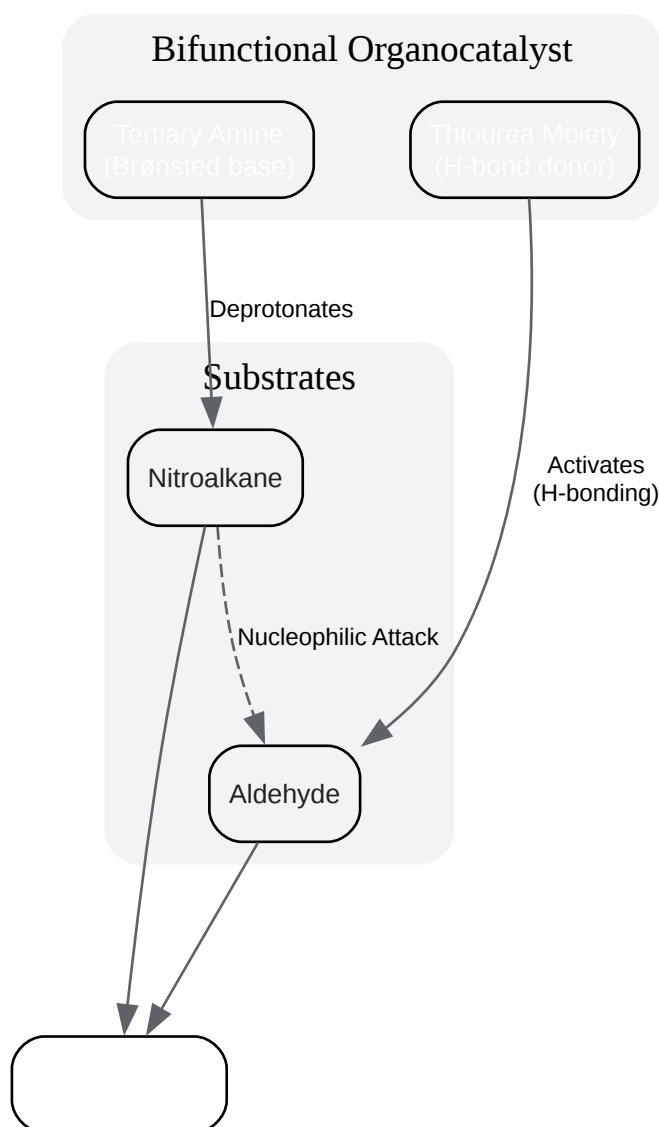 Bifunctional Organocatalyst
Tertiary Amine
(Brønsted base)
Thiourea Moiety
(H-bond donor)
Deprotonates
Substrates
Nitroalkane
Activates
(H-bonding)
Nucleophilic Attack
Aldehyde